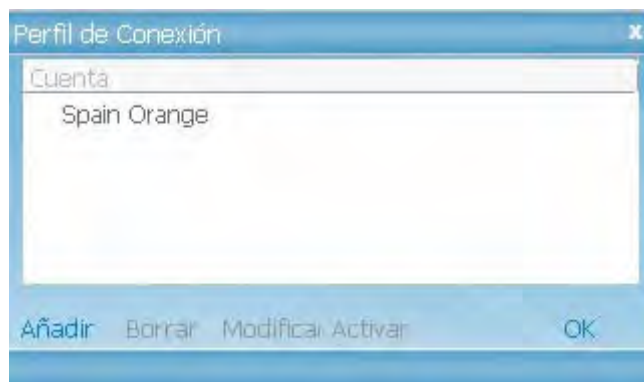 Perfil de Conexión x
Cuenta
Spain Orange
Añadir Borrar Modificar Activar OK